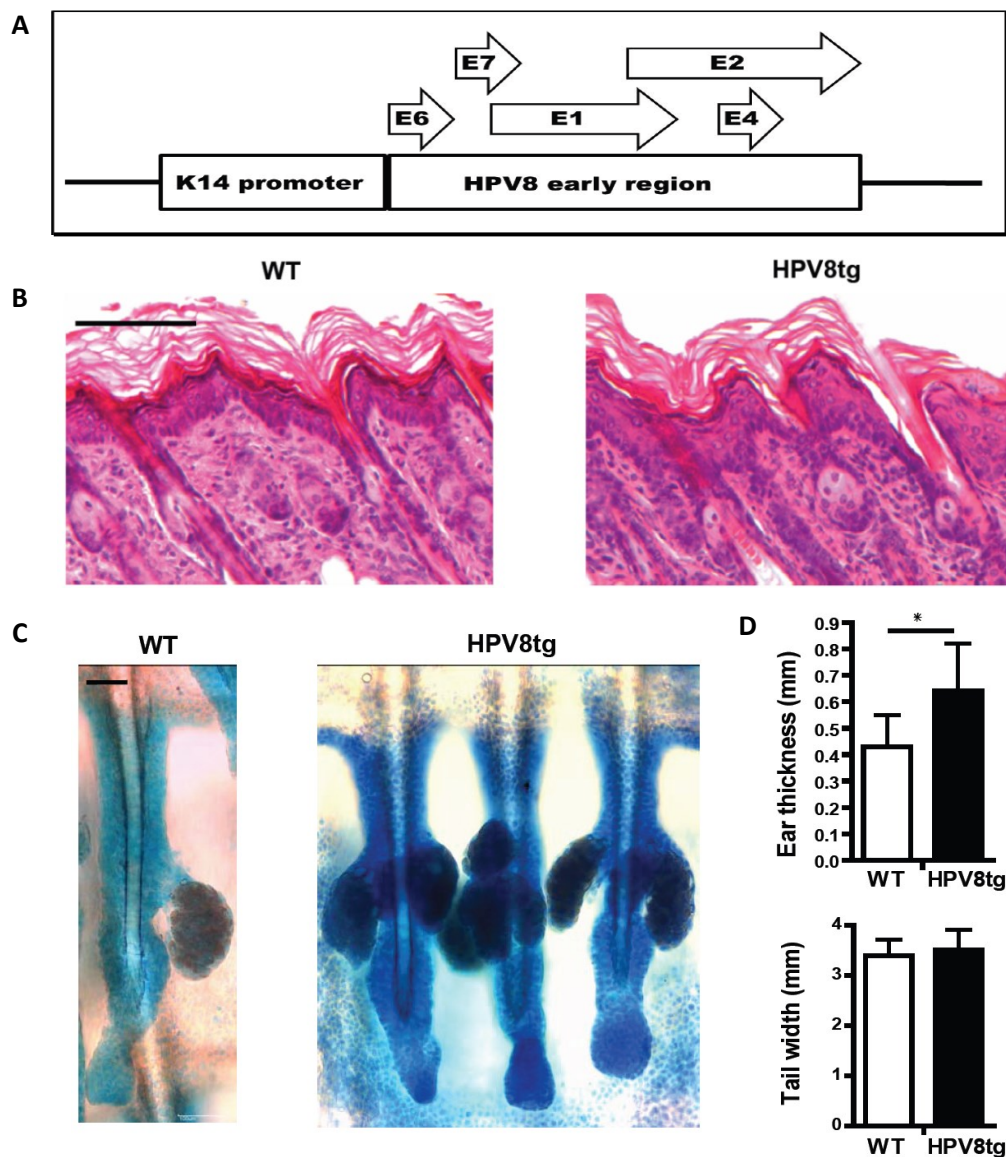 A
E7
E2
E6
E1
E4
K14 promoter
HPV8 early region
WT
HPV8tg
B
C
WT
HPV8tg
D
*
Ear thickness (mm)
0.9
0.8
0.7
0.6
0.5
0.4
0.3
0.2
0.1
0.0
WT
HPV8tg
Tail width (mm)
4
3
2
1
0
WT
HPV8tg